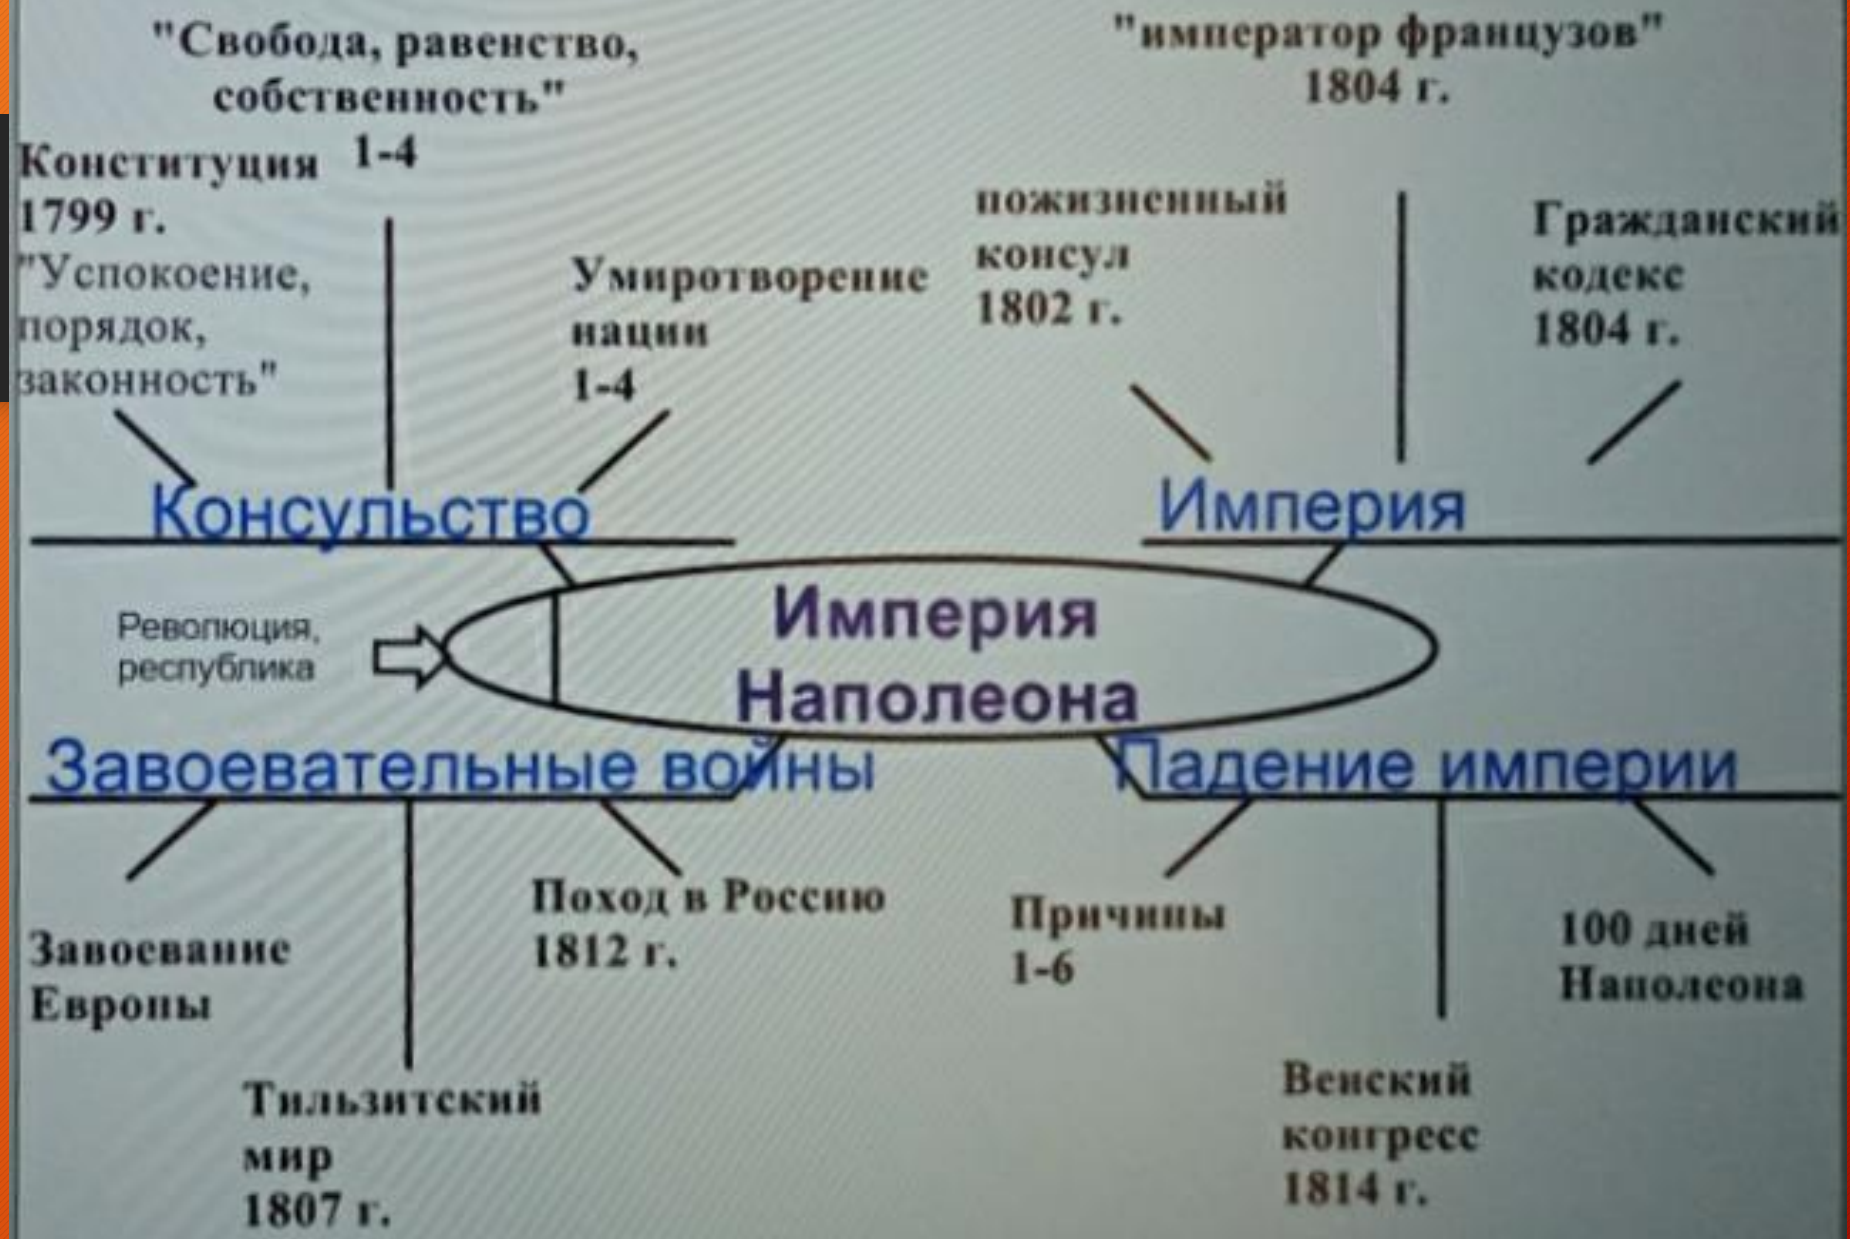 "Свобода, равенство,
собственность"
1-4
Конституция
1799 г.
"Успокоение,
порядок,
законность"
Умиротворение
нации
1-4
Консульство
"император французов"
1804 г.
пожизненный
консул
1802 г.
Гражданский
кодекс
1804 г.
Империя
Революция,
республика
Империя
Наполеона
Завоевательные войны
Завоевание
Европы
Тильзитский
мир
1807 г.
Поход в Россию
1812 г.
Падение империи
Причины
1-6
Венский
конгресс
1814 г.
100 дней
Наполеона